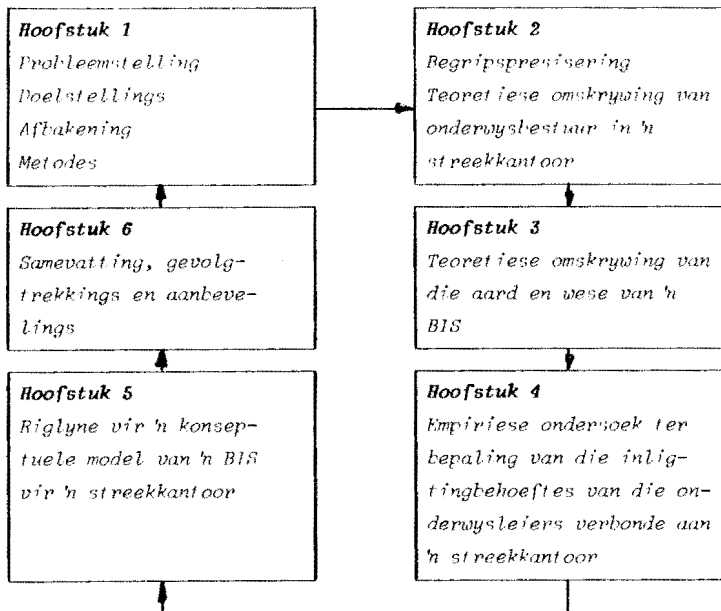 Hoofstuk 1
Probleemstelling
Doelstellings
Afbakening
Metodes
Hoofstuk 2
Begripspresisering
Teoretiese omskrywing van
onderwysbestuur in 'n
streekkantoor
Hoofstuk 3
Teoretiese omskrywing van
die aard en wese van 'n
BIS
Hoofstuk 4
Empiriese ondersoek ter
bepaling van die inlig-
tingbehoeftes van die on-
derwysleiers verbonde aan
'n streekkantoor
Hoofstuk 5
Riglyne vir 'n konsep-
tuele model van 'n BIS
vir 'n streekkantoor
Hoofstuk 6
Samevatting, gevolg-
trekkings en aanbeve-
lings